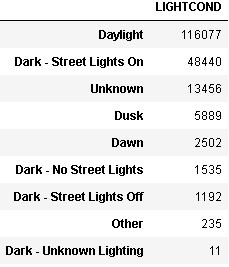 LIGHTCOND
Daylight 116077
Dark - Street Lights On 48440
Unknown 13456
Dusk 5889
Dawn 2502
Dark - No Street Lights 1535
Dark - Street Lights Off 1192
Other 235
Dark - Unknown Lighting 11